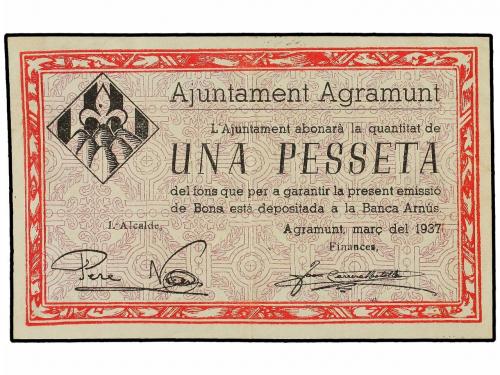 Ajuntament Agramunt
L'Ajuntament abonarà la quantitat de
UNA PESSETA
del fons que per a garantir la present emissió
de Bons, està depositada a la Banca Arnús.
L'Alcalde, Agramunt, març del 1937
Finances,
Pere